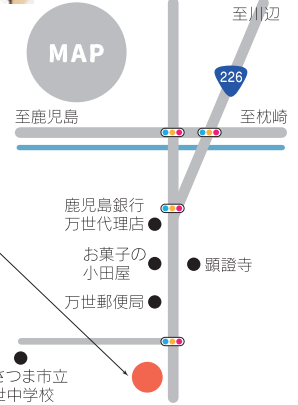 至川辺
MAP
226
至鹿児島
至枕崎
鹿児島銀行
万世代理店
お菓子の
小田屋
顕證寺
万世郵便局
さつま市立
世中学校